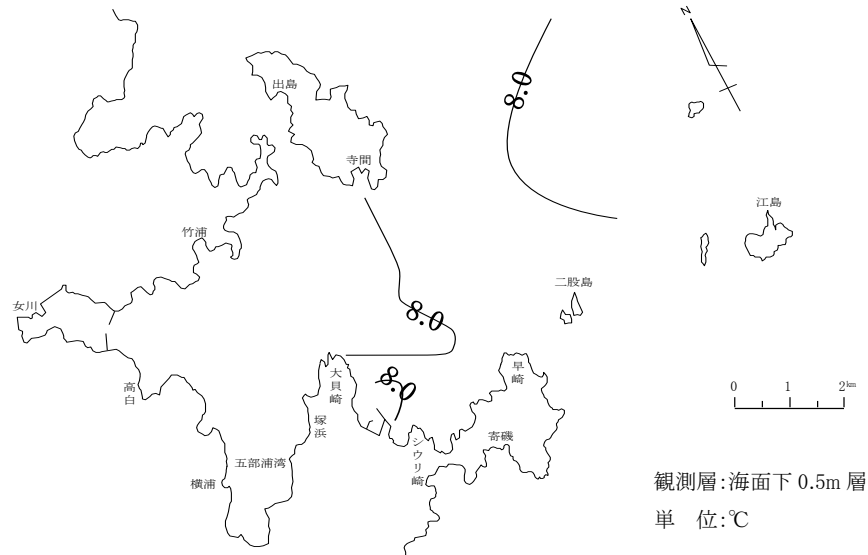 N
出島
8.0
寺間
江島
竹浦
二股島
女川
8.0
早崎
大貝崎
8.0
高白
0 1 2km
塚浜
寄磯
シウリ崎
五部浦湾
横浦
観測層:海面下 0.5m 層
単　位:℃